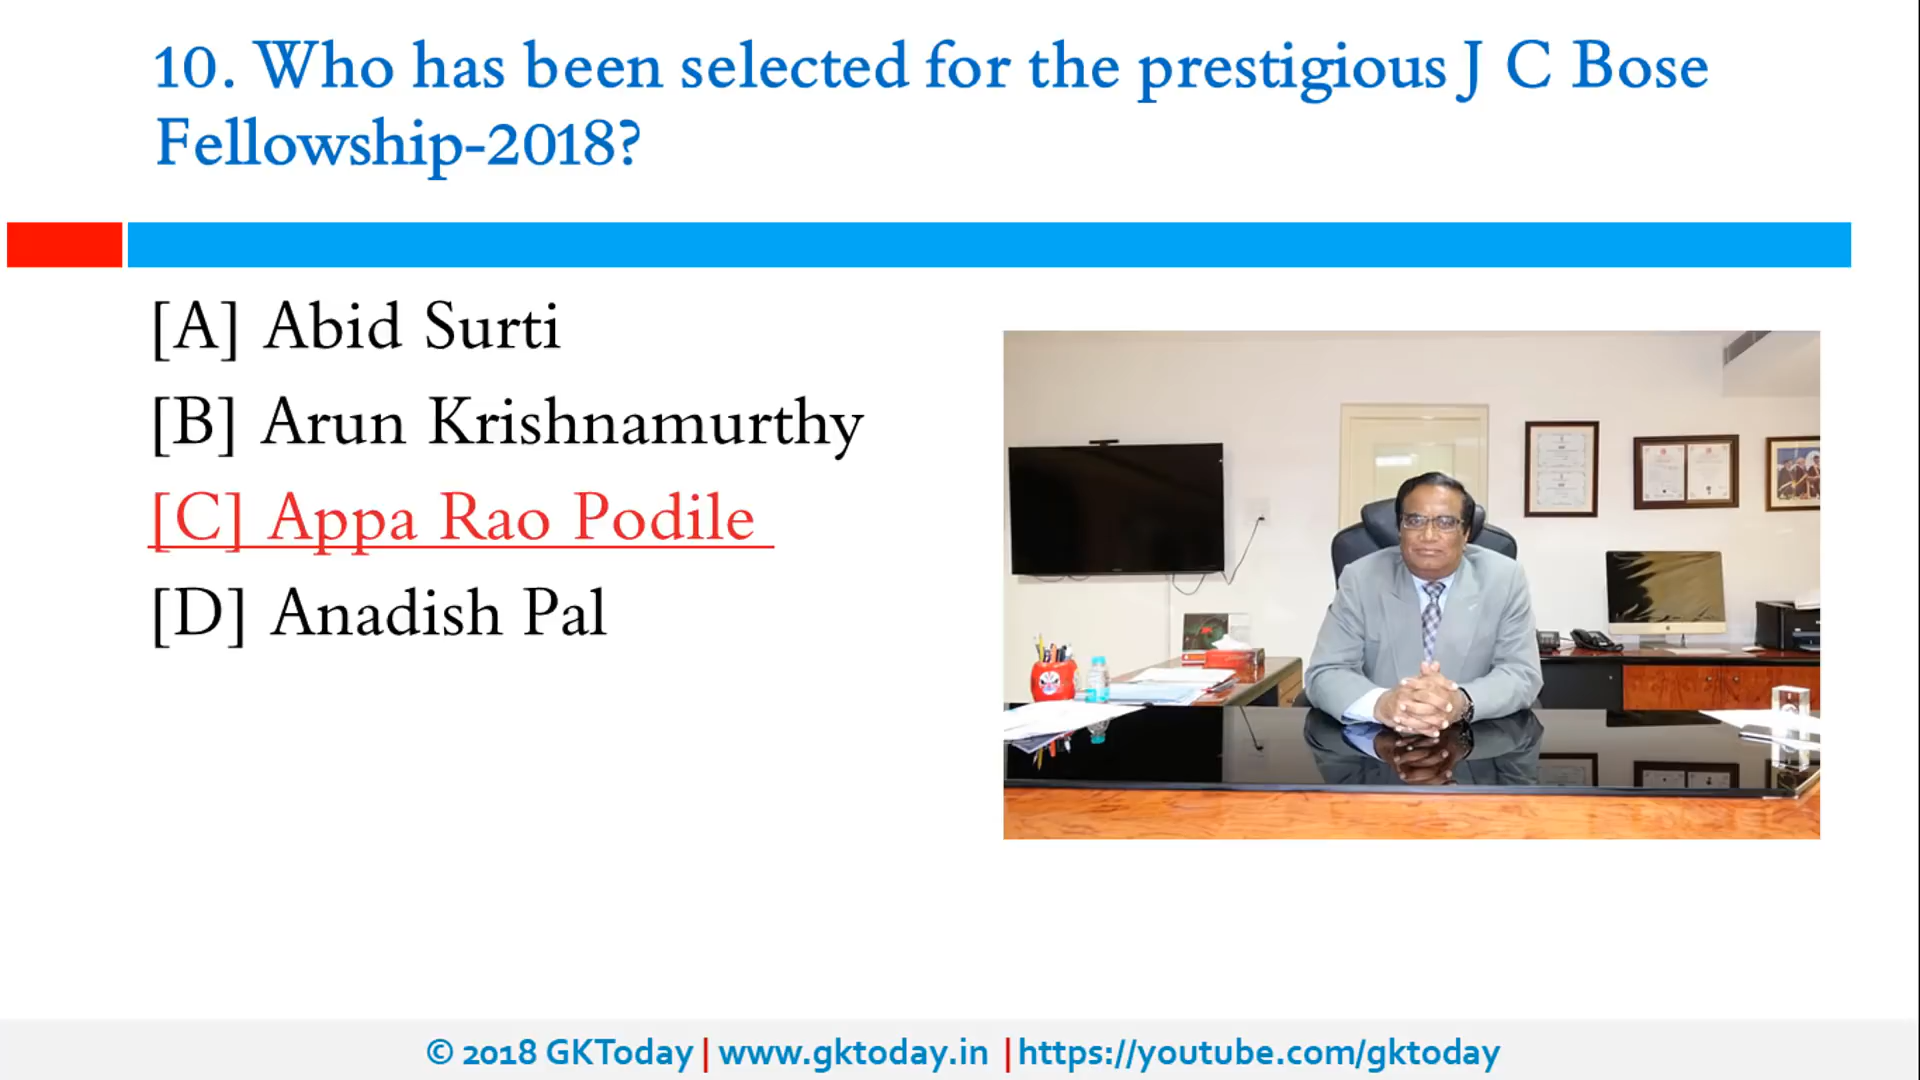 10. Who has been selected for the prestigious J C Bose
Fellowship-2018?
[A] Abid Surti
[B] Arun Krishnamurthy
[C] Appa Rao Podile
[D] Anadish Pal
© 2018 GKToday | www.gktoday.in | https://youtube.com/gktoday